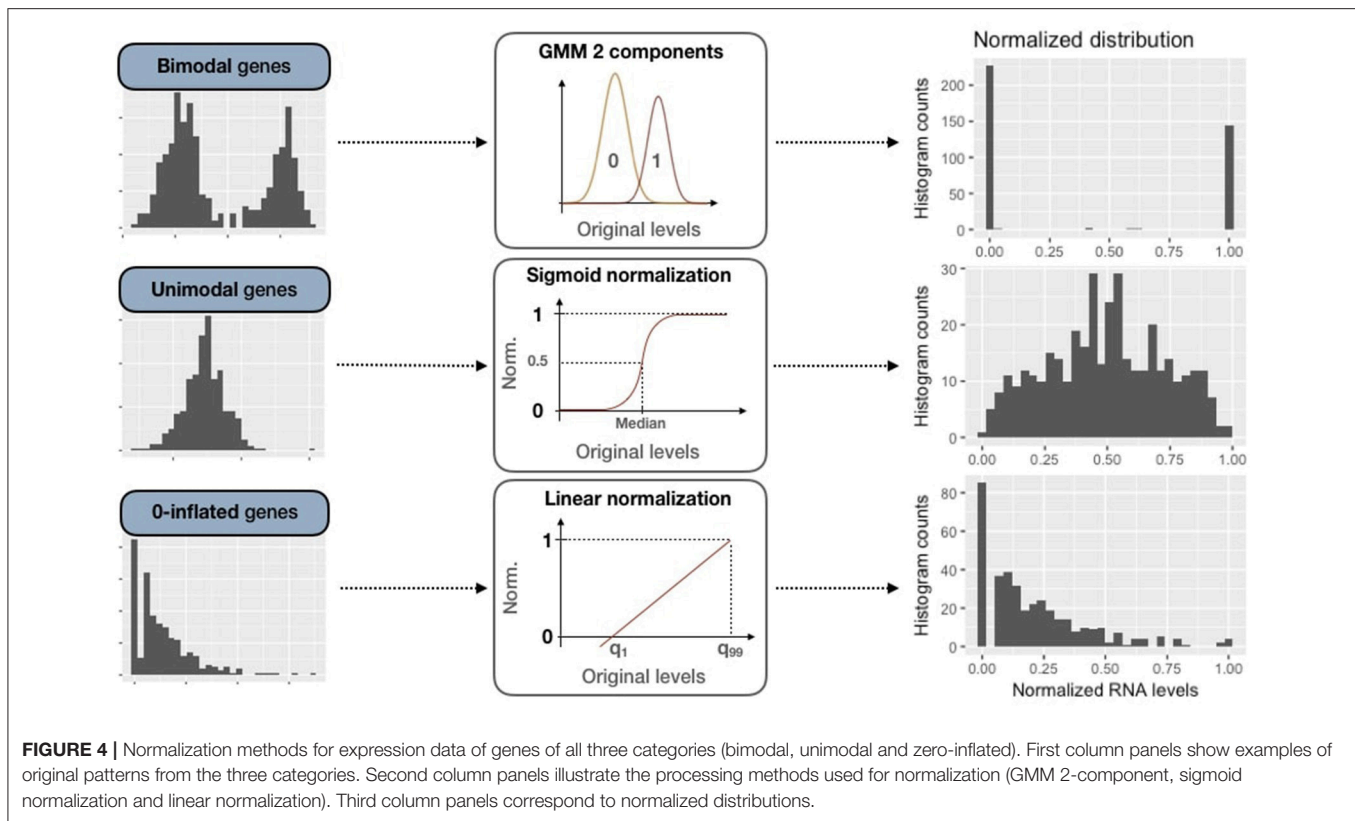 Bimodal genes
GMM 2 components
0
1
Original levels
Normalized distribution
Histogram counts
200
150
100
50
0
0.00
0.25
0.50
0.75
1.00
Unimodal genes
Sigmoid normalization
Norm.
1
0.5
0
Median
Original levels
Histogram counts
30
20
10
0
0.00
0.25
0.50
0.75
1.00
0-inflated genes
Linear normalization
Norm.
1
0
q1
q99
Original levels
Histogram counts
80
60
40
20
0
0.00
0.25
0.50
0.75
1.00
Normalized RNA levels
FIGURE 4 | Normalization methods for expression data of genes of all three categories (bimodal, unimodal and zero-inflated). First column panels show examples of
original patterns from the three categories. Second column panels illustrate the processing methods used for normalization (GMM 2-component, sigmoid
normalization and linear normalization). Third column panels correspond to normalized distributions.